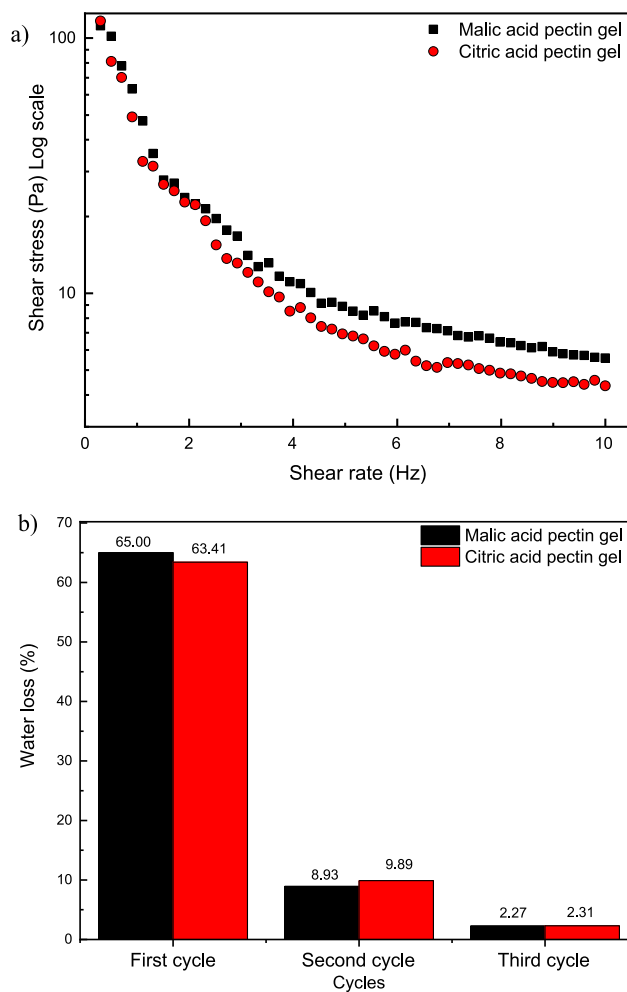 a)
Malic acid pectin gel
Citric acid pectin gel
Shear stress (Pa) Log scale
100
10
0
2
4
6
8
10
Shear rate (Hz)
b)
Malic acid pectin gel
Citric acid pectin gel
Water loss (%)
70
60
50
40
30
20
10
0
65.00
63.41
8.93
9.89
2.27
2.31
First cycle
Second cycle
Third cycle
Cycles